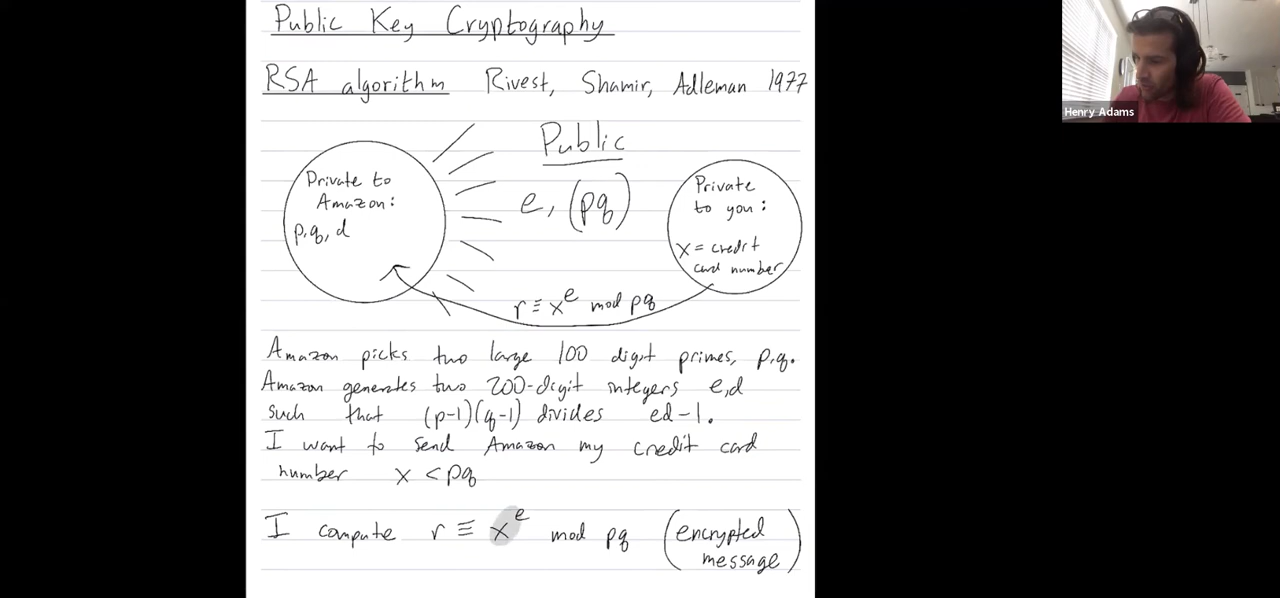 Public Key Cryptography
RSA algorithm Rivest, Shamir, Adleman 1977
Public
e, (pq)
Private to
Amazon:
p,q, d
Private
to you:
x = credit
card number
r ≡ x^e mod pq
Amazon picks two large 100 digit primes, p,q.
Amazon generates two 200-digit integers e,d
such that (p-1)(q-1) divides ed-1.
I want to send Amazon my credit card
number x < pq
I compute r ≡ x^e mod pq (encrypted
message)
Henry Adams